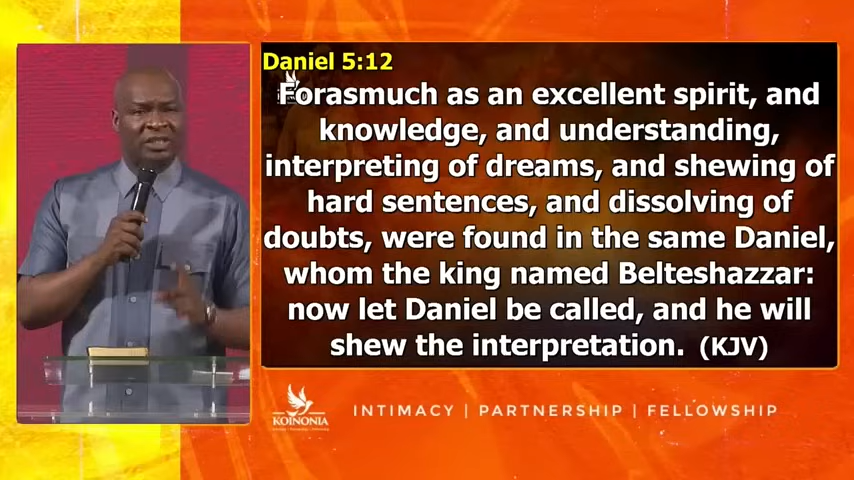 Daniel 5:12
Forasmuch as an excellent spirit, and
knowledge, and understanding,
interpreting of dreams, and shewing of
hard sentences, and dissolving of
doubts, were found in the same Daniel,
whom the king named Belteshazzar:
now let Daniel be called, and he will
shew the interpretation. (KJV)
KOINONIA
INTIMACY | PARTNERSHIP | FELLOWSHIP